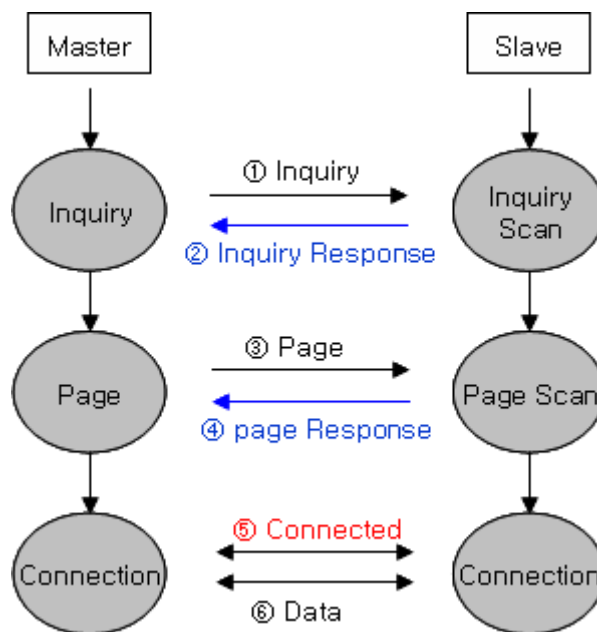 Master
Slave
① Inquiry
Inquiry
Inquiry
Scan
② Inquiry Response
③ Page
Page
Page Scan
④ page Response
⑤ Connected
Connection
Connection
⑥ Data